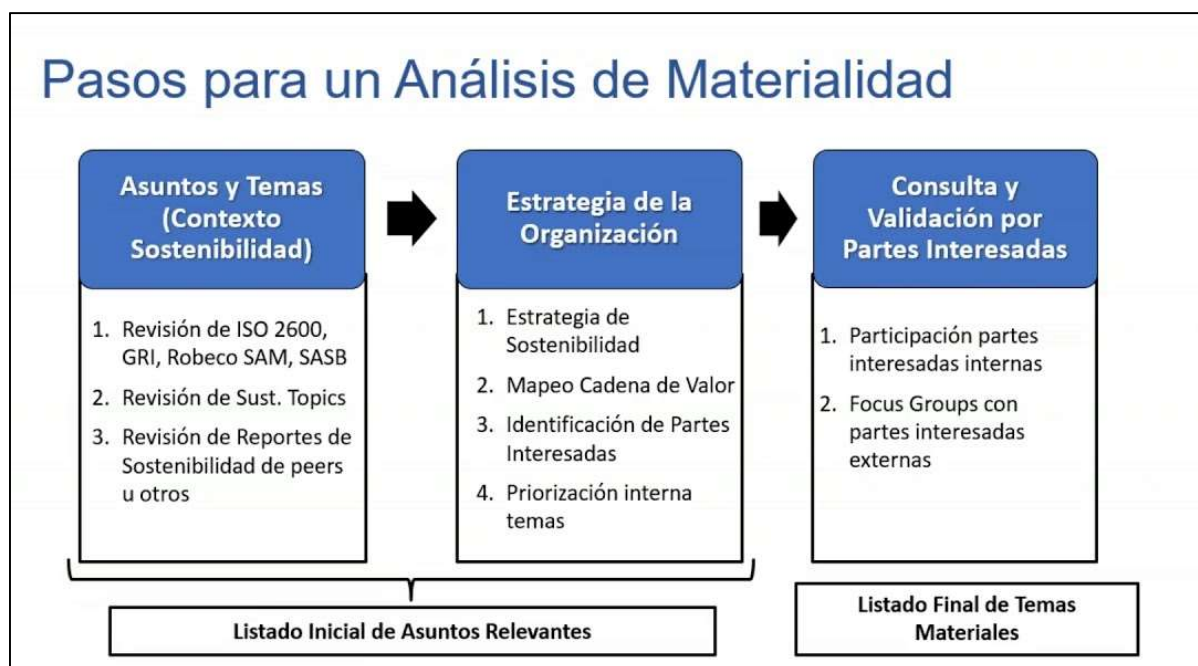 Pasos para un Análisis de Materialidad
Asuntos y Temas
(Contexto
Sostenibilidad)
1. Revisión de ISO 2600,
GRI, Robeco SAM, SASB
2. Revisión de Sust. Topics
3. Revisión de Reportes de
Sostenibilidad de peers
u otros
Estrategia de la
Organización
1. Estrategia de
Sostenibilidad
2. Mapeo Cadena de Valor
3. Identificación de Partes
Interesadas
4. Priorización interna
temas
Consulta y
Validación por
Partes Interesadas
1. Participación partes
interesadas internas
2. Focus Groups con
partes interesadas
externas
Listado Inicial de Asuntos Relevantes
Listado Final de Temas
Materiales